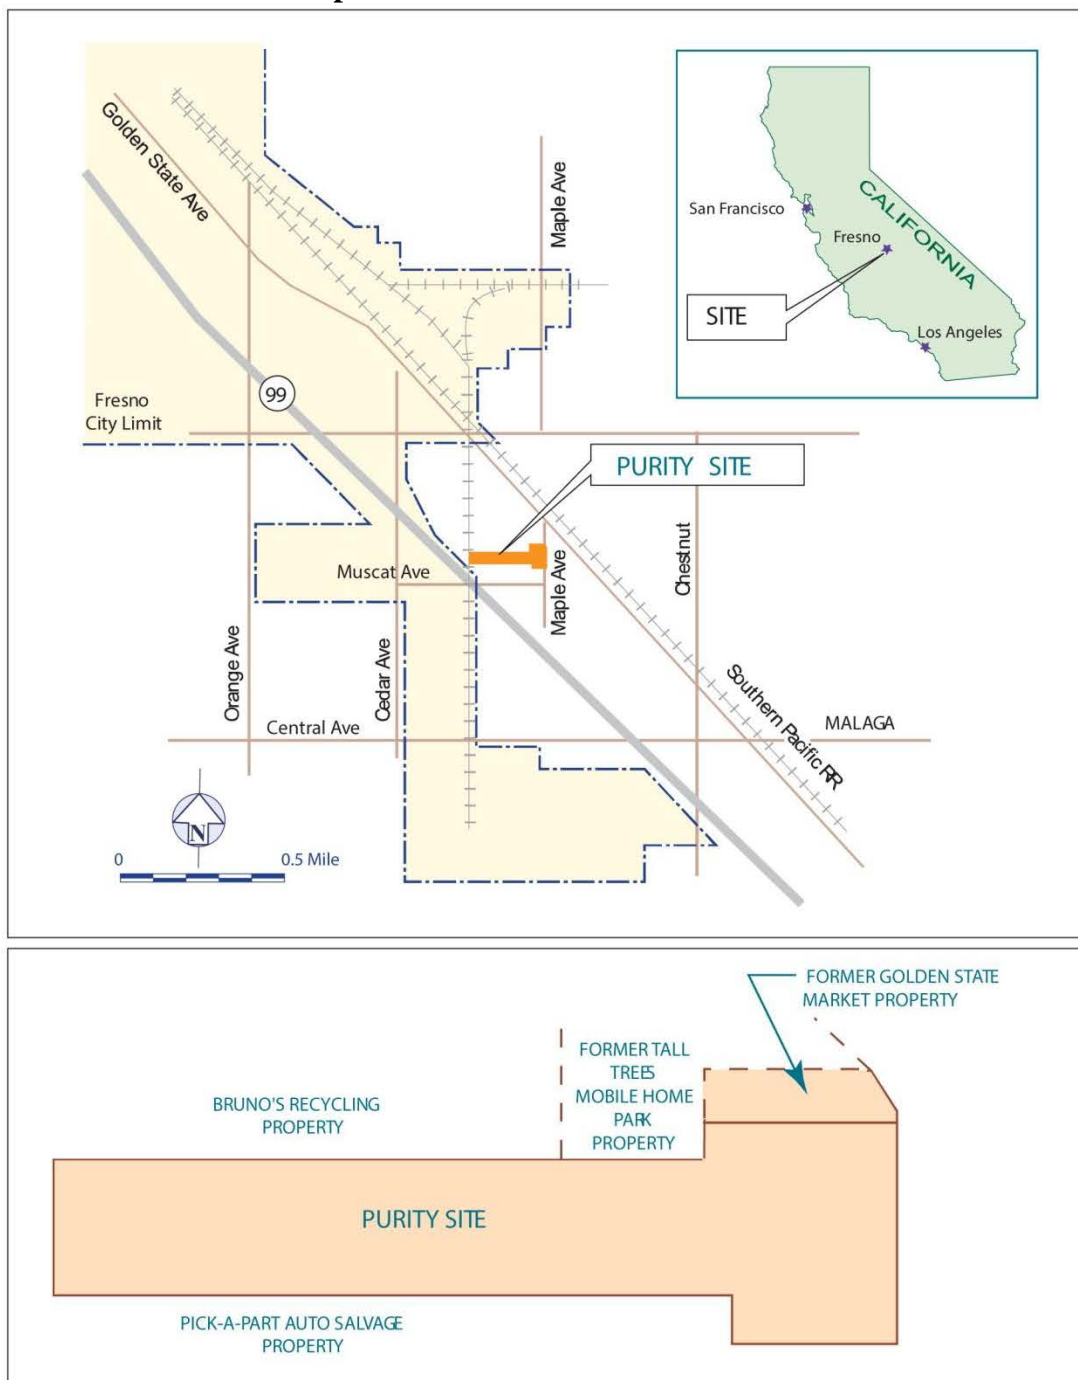 Golden State Ave
Maple Ave
CALIFORNIA
San Francisco
Fresno
SITE
Los Angeles
99
Fresno
City Limit
PURITY SITE
Muscat Ave
Maple Ave
Chestnut
Orange Ave
Cedar Ave
Central Ave
Southern Pacific RR
MALAGA
N
0
0.5 Mile
FORMER GOLDEN STATE
MARKET PROPERTY
FORMER TALL
TREES
MOBILE HOME
PARK
PROPERTY
BRUNO'S RECYCLING
PROPERTY
PURITY SITE
PICK-A-PART AUTO SALVAGE
PROPERTY